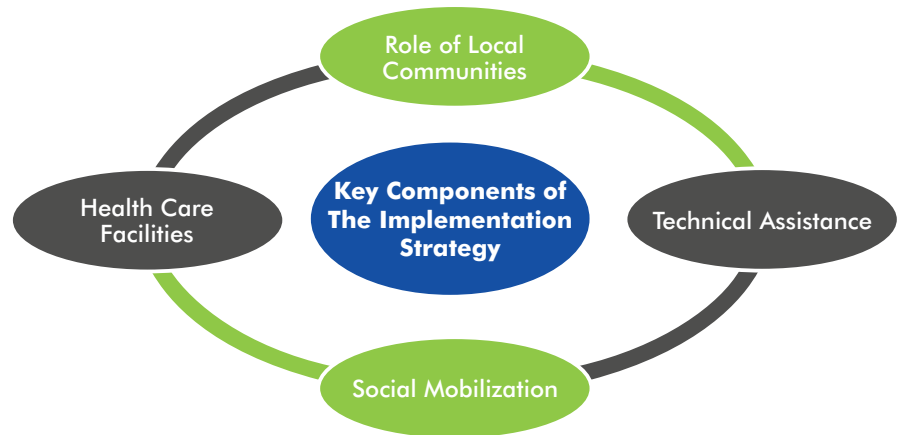 Role of Local
Communities
Health Care
Facilities
Key Components of
The Implementation
Strategy
Technical Assistance
Social Mobilization